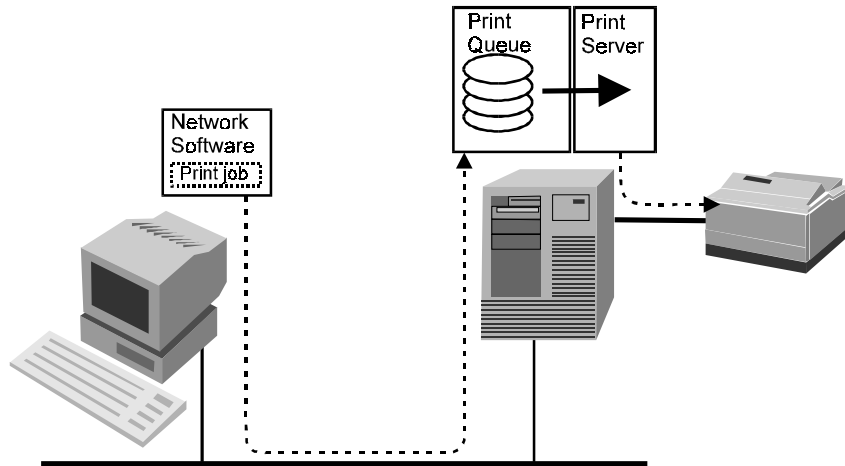 Print
Queue
Print
Server
Network
Software
Print job